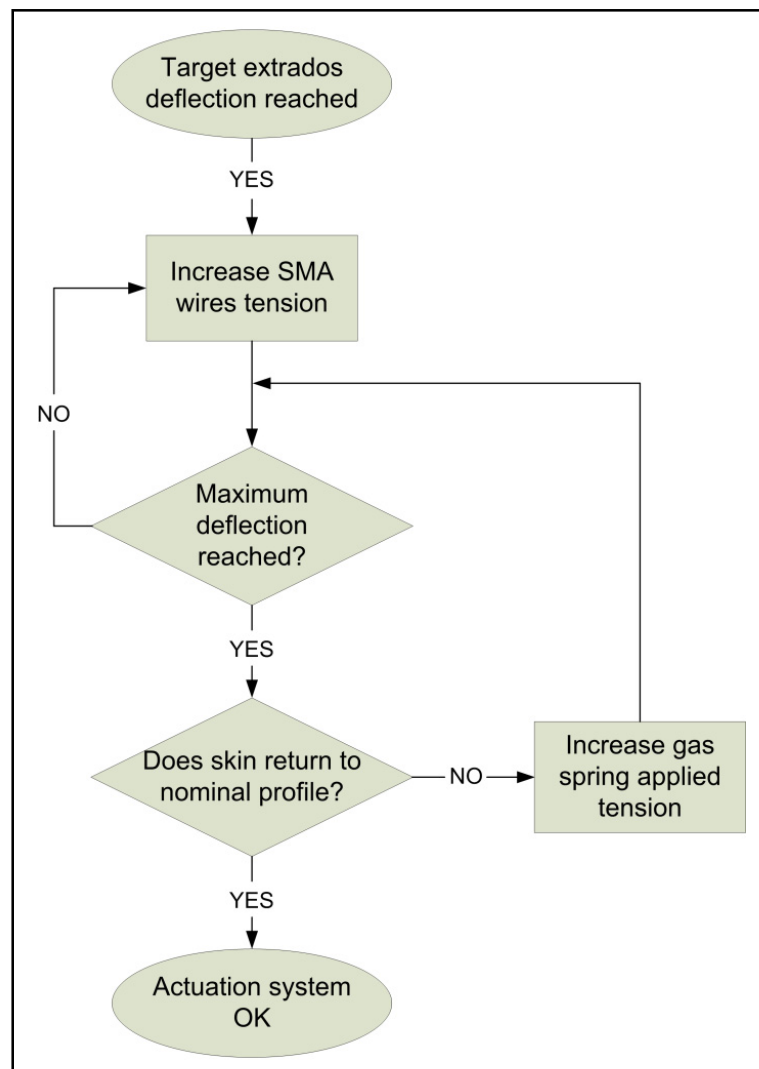 Target extrados
deflection reached
YES
Increase SMA
wires tension
NO
Maximum
deflection
reached?
YES
Does skin return to
nominal profile?
NO
Increase gas
spring applied
tension
YES
Actuation system
OK